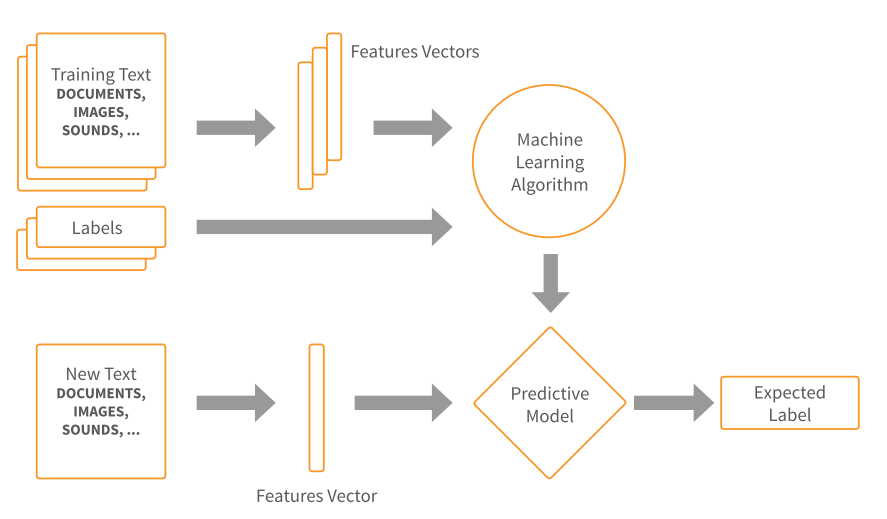 Training Text
DOCUMENTS,
IMAGES,
SOUNDS, ...
Features Vectors
Machine
Learning
Algorithm
Labels
New Text
DOCUMENTS,
IMAGES,
SOUNDS, ...
Features Vector
Predictive
Model
Expected
Label